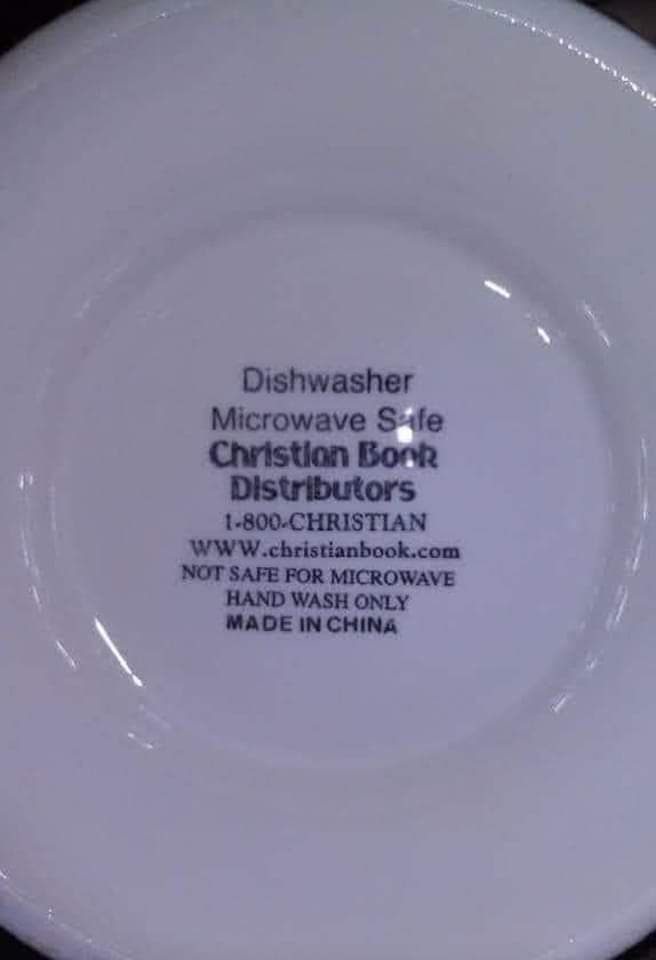 Dishwasher
Microwave Safe
Christian Book
Distributors
1-800-CHRISTIAN
WWW.christianbook.com
NOT SAFE FOR MICROWAVE
HAND WASH ONLY
MADE IN CHINA